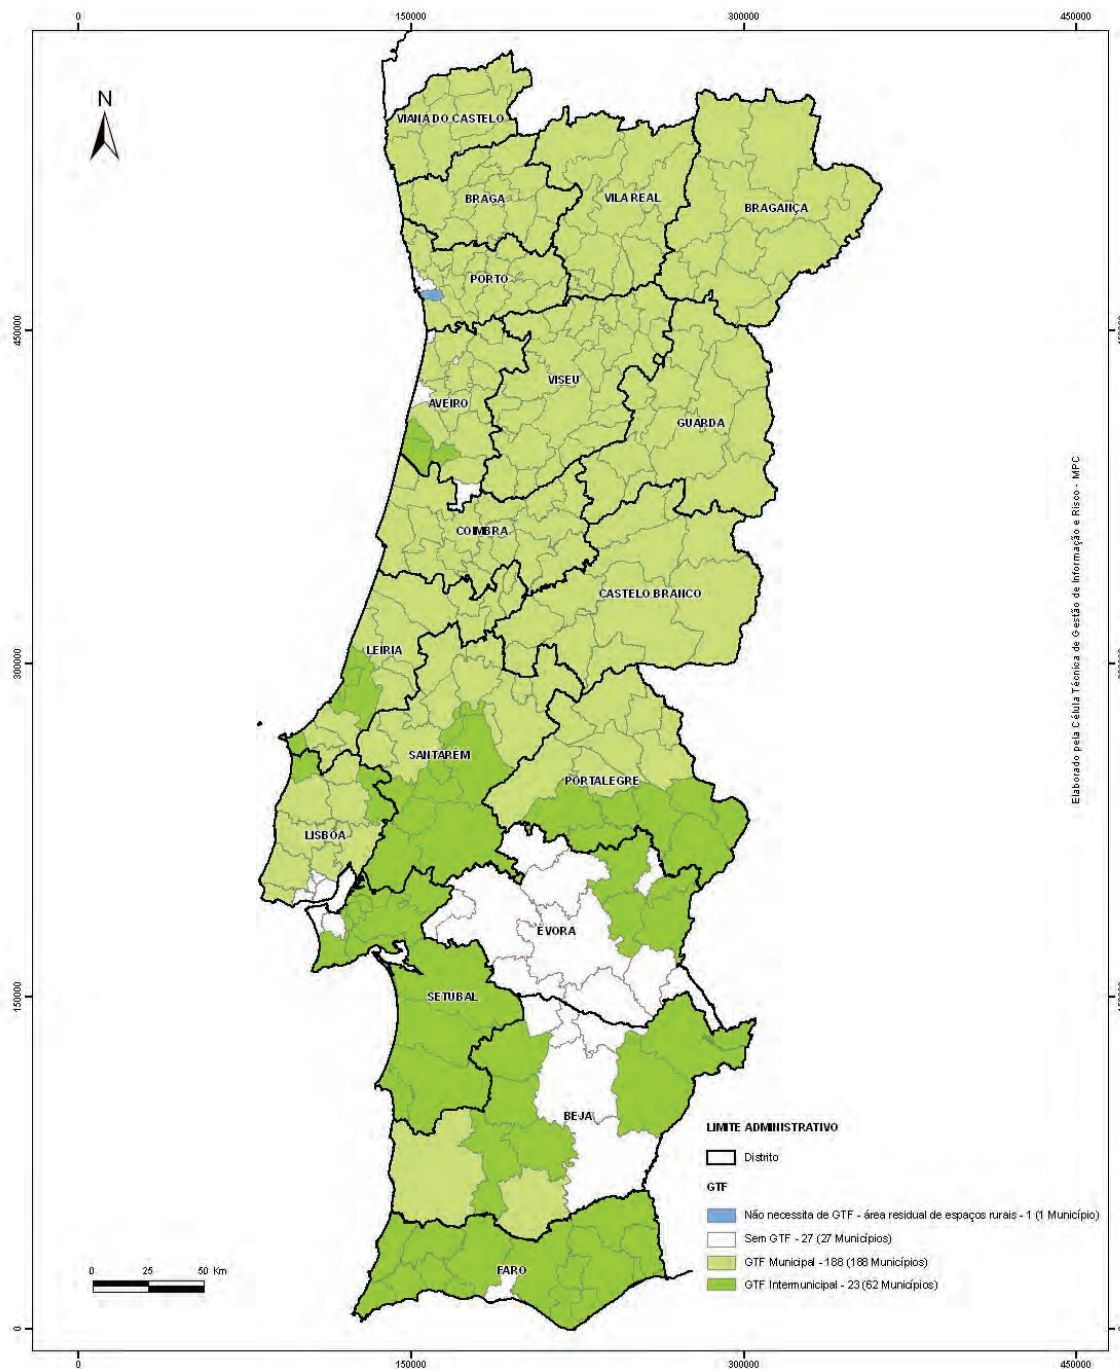 0
150000
300000
450000
N
VIANA DO CASTELO
BRAGA
VILA REAL
BRAGANÇA
PORTO
450000
VISEU
AVEIRO
GUARDA
COIMBRA
CASTELO BRANCO
Elaborado pela Célula Técnica de Gestão de Informação e Risco - MPC
LEIRIA
300000
SANTARÉM
PORTALEGRE
LISBOA
ÉVORA
150000
SETÚBAL
BEJA
LIMITE ADMINISTRATIVO
Distrito
GTF
Não necessita de GTF - área residual de espaços rurais - 1 (1 Município)
Sem GTF - 27 (27 Municípios)
GTF Municipal - 188 (188 Municípios)
GTF Intermunicipal - 23 (62 Municípios)
FARO
0 25 50 Km
0
0
150000
300000
450000